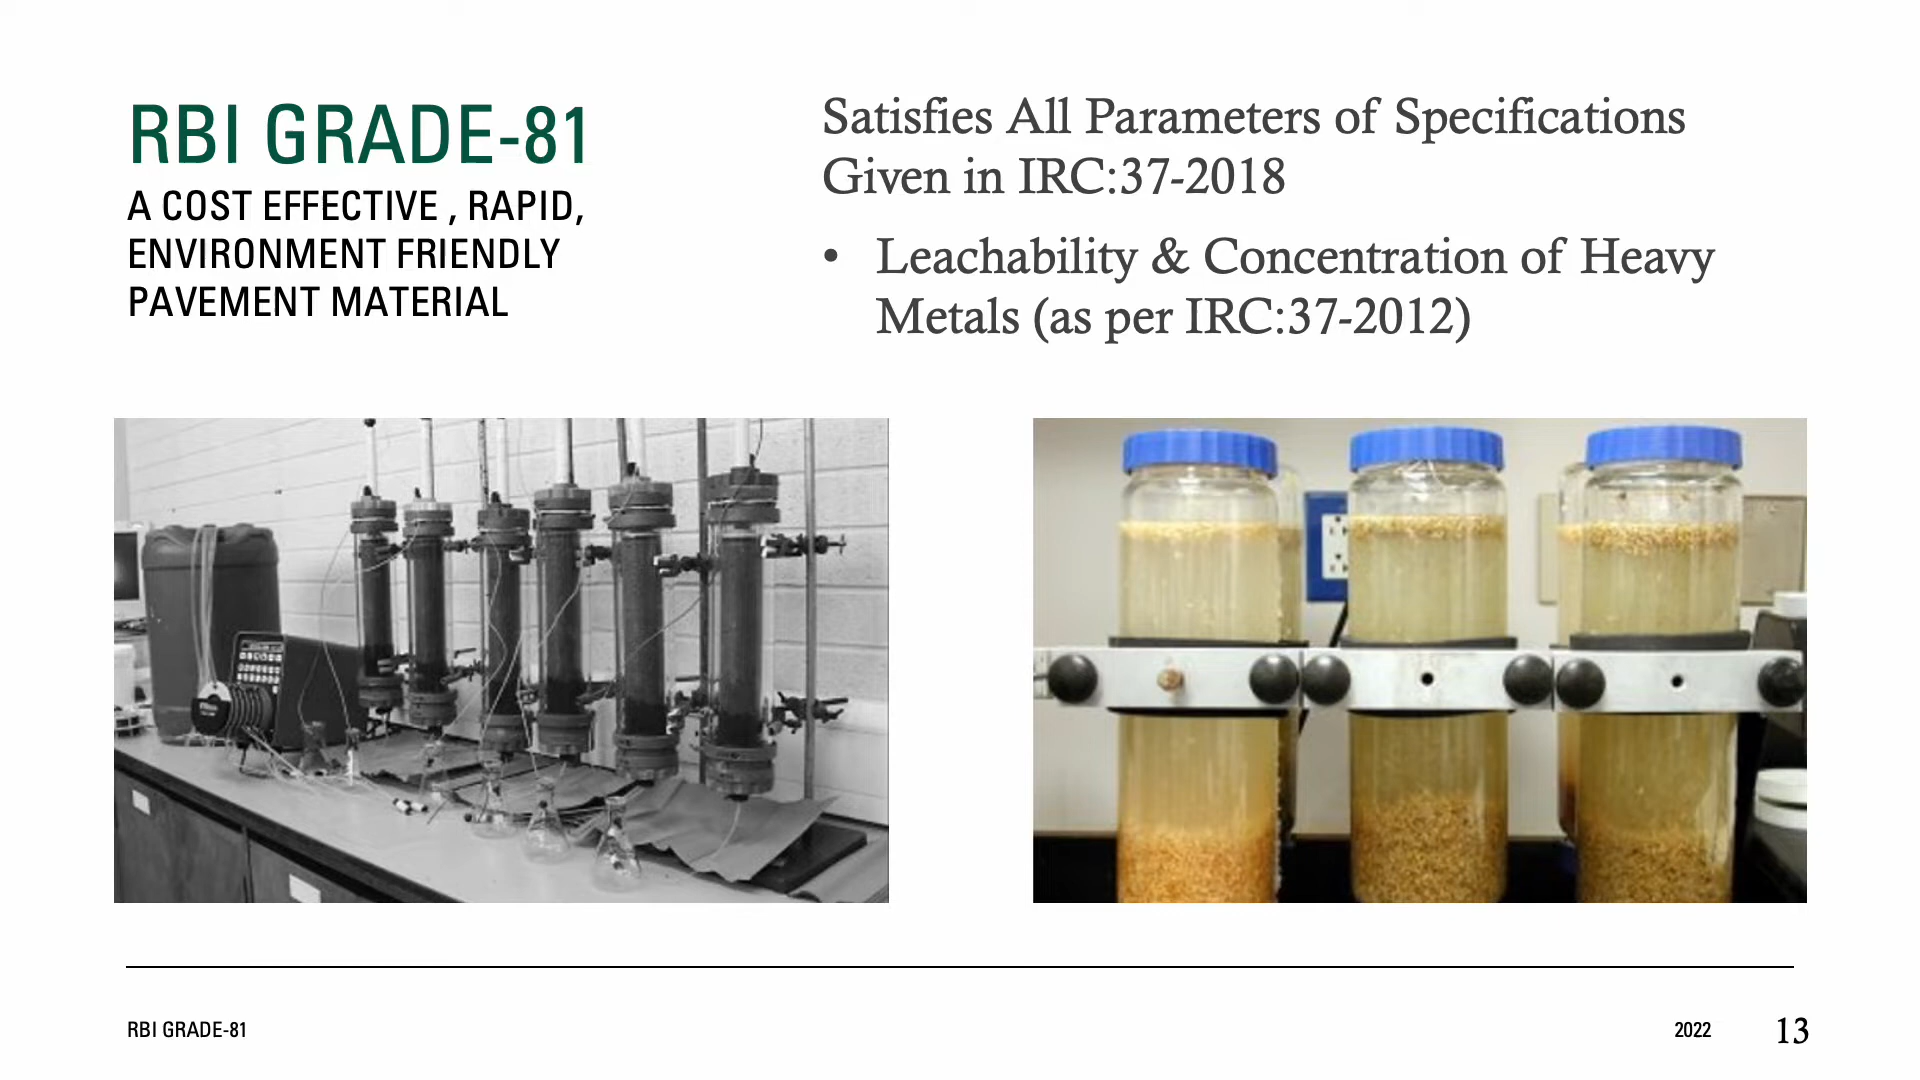 RBI GRADE-81
A COST EFFECTIVE , RAPID,
ENVIRONMENT FRIENDLY
PAVEMENT MATERIAL
Satisfies All Parameters of Specifications
Given in IRC:37-2018
• Leachability & Concentration of Heavy
Metals (as per IRC:37-2012)
RBI GRADE-81
2022
13